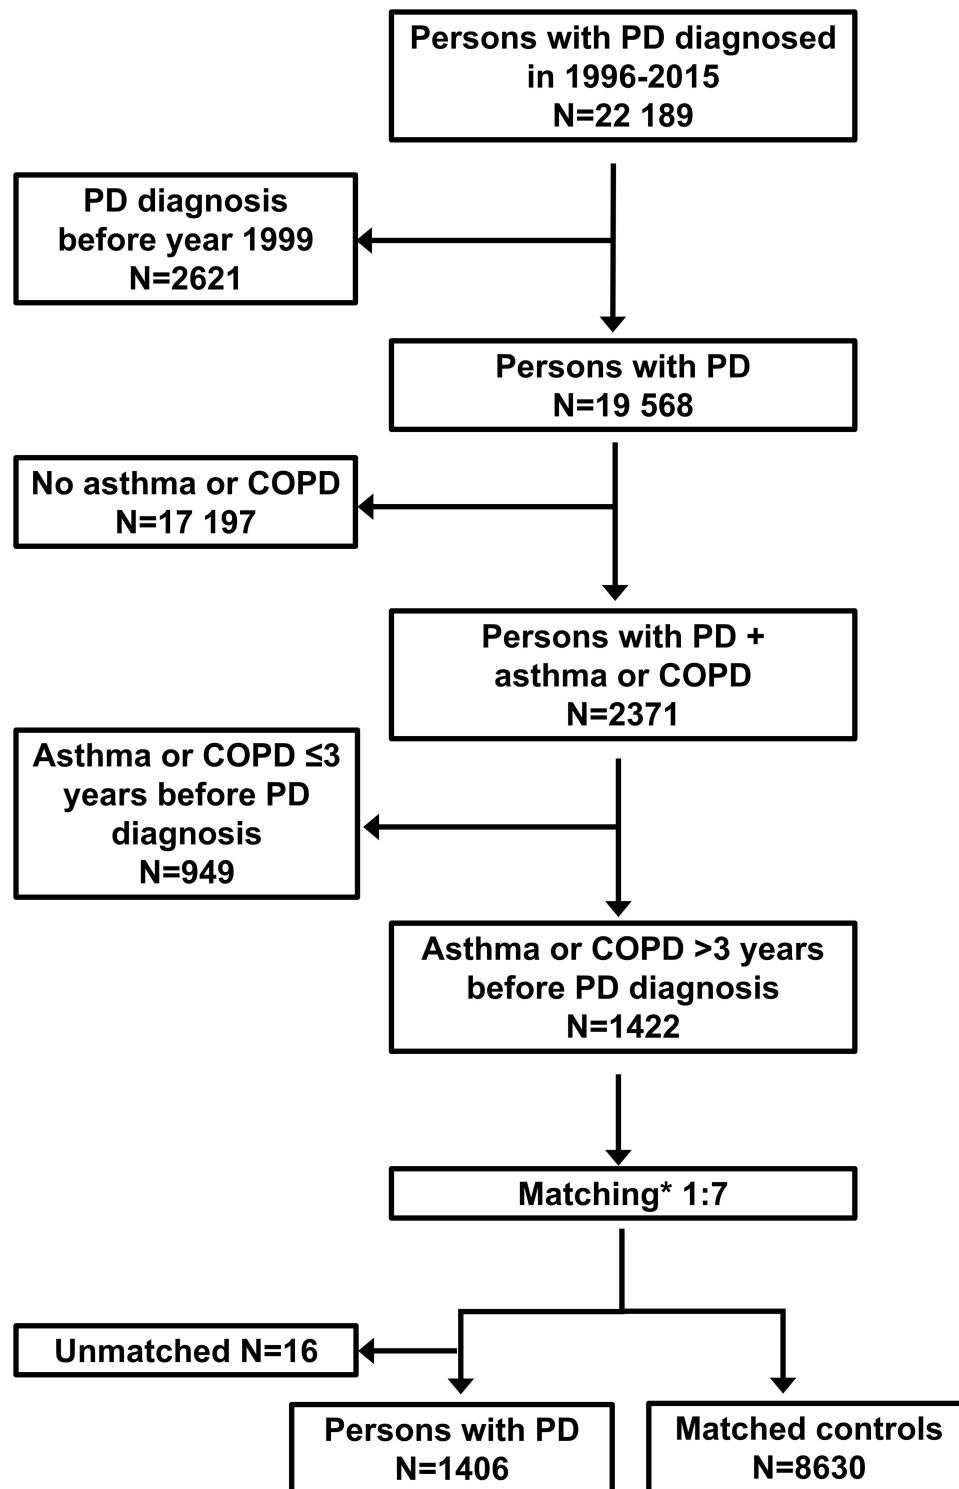 Persons with PD diagnosed
in 1996-2015
N=22 189
PD diagnosis
before year 1999
N=2621
Persons with PD
N=19 568
No asthma or COPD
N=17 197
Persons with PD +
asthma or COPD
N=2371
Asthma or COPD ≤3
years before PD
diagnosis
N=949
Asthma or COPD >3 years
before PD diagnosis
N=1422
Matching* 1:7
Unmatched N=16
Persons with PD
N=1406
Matched controls
N=8630